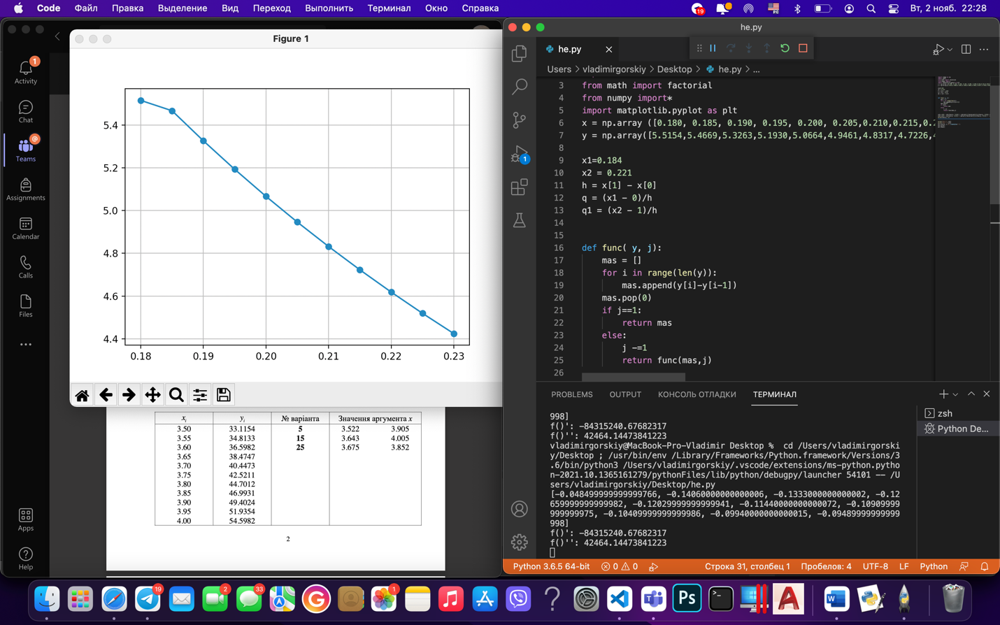 Code Файл Правка Выделение Вид Переход Выполнить Терминал Окно Справка
19
PC
Вт, 2 нояб. 22:28
1
Activity
Chat
@
Teams
Assignments
Calendar
Calls
Files
Apps
Help
Figure 1
5.4
5.2
5.0
4.8
4.6
4.4
0.18 0.19 0.20 0.21 0.22 0.23
xi yi № варіанта Значення аргумента x
3.50 33.1154 5 3.522 3.905
3.55 34.8133 15 3.643 4.005
3.60 36.5982 25 3.675 3.852
3.65 38.4747
3.70 40.4473
3.75 42.5211
3.80 44.7012
3.85 46.9931
3.90 49.4024
3.95 51.9354
4.00 54.5982
2
he.py
he.py
Users > vladimirgorskiy > Desktop > he.py > ...
1
3 from math import factorial
4 from numpy import*
5 import matplotlib.pyplot as plt
6 x = np.array ([0.180, 0.185, 0.190, 0.195, 0.200, 0.205,0.210,0.215,0.2
7 y = np.array([5.5154,5.4669,5.3263,5.1930,5.0664,4.9461,4.8317,4.7226,4
8
9 x1=0.184
10 x2 = 0.221
11 h = x[1] - x[0]
12 q = (x1 - 0)/h
13 q1 = (x2 - 1)/h
14
15
16 def func( y, j):
17 mas = []
18 for i in range(len(y)):
19 mas.append(y[i]-y[i-1])
20 mas.pop(0)
21 if j==1:
22 return mas
23 else:
24 j -=1
25 return func(mas,j)
26
PROBLEMS OUTPUT КОНСОЛЬ ОТЛАДКИ ТЕРМИНАЛ
zsh
Python De...
998]
f()': -84315240.67682317
f()'': 42464.14473841223
vladimirgorskiy@MacBook-Pro-Vladimir Desktop % cd /Users/vladimirgorski
y/Desktop ; /usr/bin/env /Library/Frameworks/Python.framework/Versions/3
.6/bin/python3 /Users/vladimirgorskiy/.vscode/extensions/ms-python.pytho
n-2021.10.1365161279/pythonFiles/lib/python/debugpy/launcher 54101 -- /U
sers/vladimirgorskiy/Desktop/he.py
[-0.048499999999999766, -0.14060000000000006, -0.1333000000000002, -0.12
659999999999982, -0.12029999999999941, -0.11440000000000072, -0.10909999
999999975, -0.10409999999999986, -0.09940000000000015, -0.09489999999999
998]
f()': -84315240.67682317
f()'': 42464.14473841223
Python 3.6.5 64-bit 0 0 Строка 31, столбец 1 Пробелов: 4 UTF-8 LF Python
19 2 33 1
Ps
W